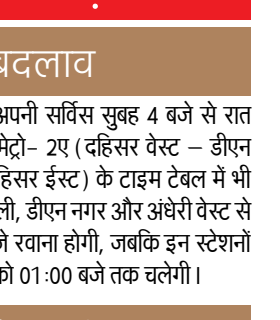 बदलाव
अपनी सर्विस सुबह 4 बजे से रात
मेट्रो- 2ए (दहिसर वेस्ट – डीएन
हिसर ईस्ट) के टाइम टेबल में भी
ली, डीएन नगर और अंधेरी वेस्ट से
जे रवाना होगी, जबकि इन स्टेशनों
को 01:00 बजे तक चलेगी।